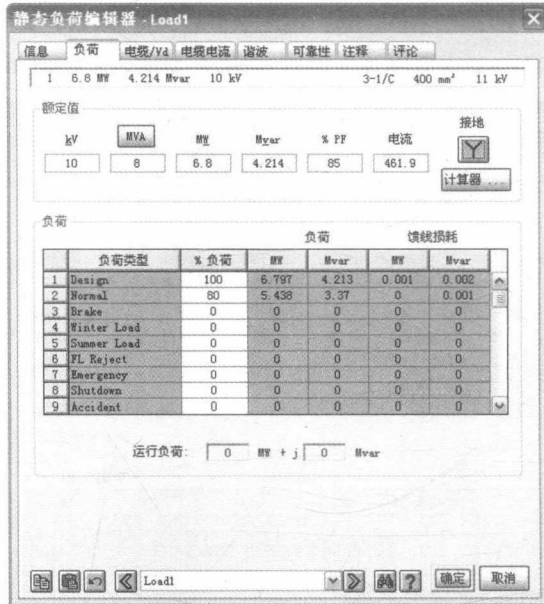 静态负荷编辑器 - Load1
信息 负荷 电缆/Vd 电缆电流 谐波 可靠性 注释 评论
1 6.8 MW 4.214 Mvar 10 kV 3-1/C 400 mm² 11 kV
额定值
接地
kV MVA MW Mvar % PF 电流
10 8 6.8 4.214 85 461.9
计算器 ...
负荷
负荷 馈线损耗
负荷类型 % 负荷 MW Mvar MW Mvar
1 Design 100 6.797 4.213 0.001 0.002
2 Normal 80 5.438 3.37 0 0.001
3 Brake 0 0 0 0 0
4 Winter Load 0 0 0 0 0
5 Summer Load 0 0 0 0 0
6 FL Reject 0 0 0 0 0
7 Emergency 0 0 0 0 0
8 Shutdown 0 0 0 0 0
9 Accident 0 0 0 0 0
运行负荷: 0 MW + j 0 Mvar
Load1 ? 确定 取消